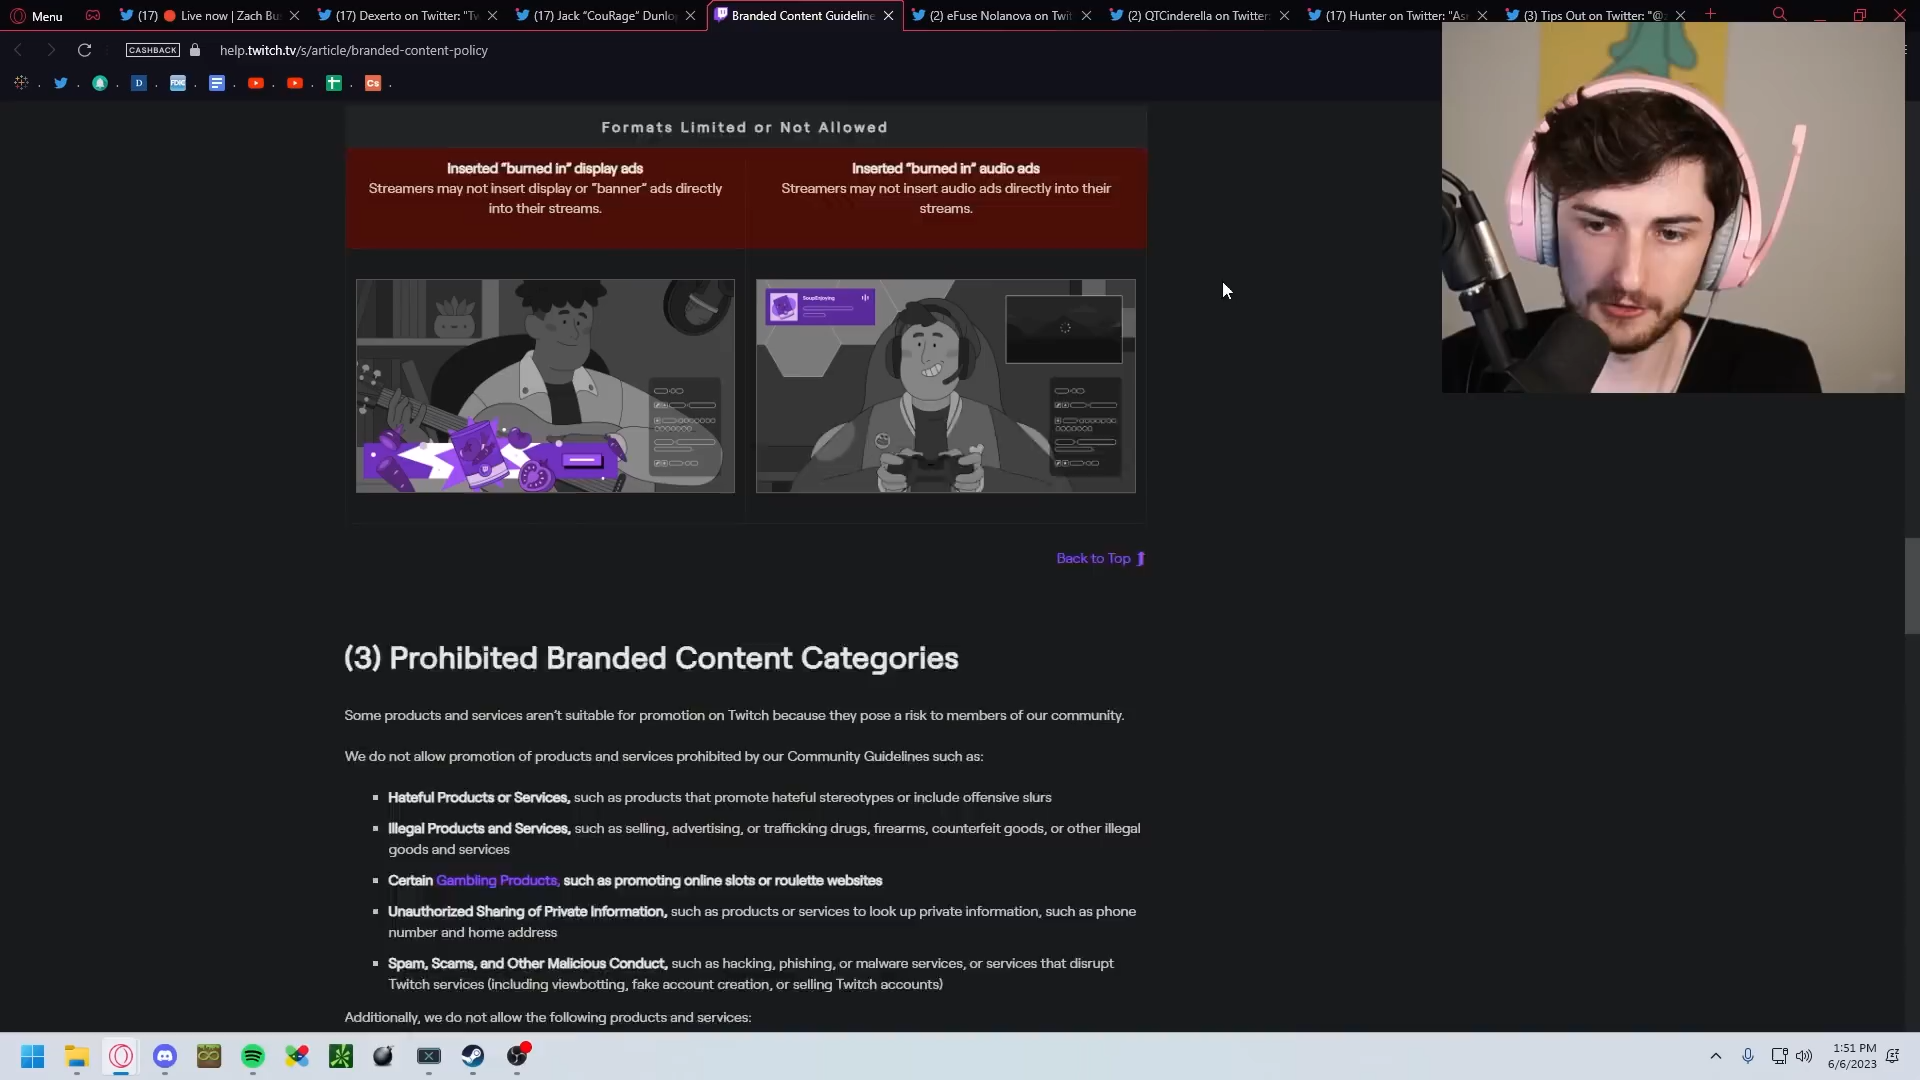 Menu
(17) 🔴 Live now | Zach Bu
(17) Dexerto on Twitter: "Tw
(17) Jack “CouRage” Dunlop
Branded Content Guideline
(2) eFuse Nolanova on Twit
(2) QTCinderella on Twitter:
(17) Hunter on Twitter: "As
(3) Tips Out on Twitter: "@z
CASHBACK
help.twitch.tv/s/article/branded-content-policy
D
FDIC
Cs
Formats Limited or Not Allowed
Inserted “burned in” display ads
Streamers may not insert display or “banner” ads directly
into their streams.
Inserted “burned in” audio ads
Streamers may not insert audio ads directly into their
streams.
SoupEnjoying
Back to Top
(3) Prohibited Branded Content Categories
Some products and services aren’t suitable for promotion on Twitch because they pose a risk to members of our community.
We do not allow promotion of products and services prohibited by our Community Guidelines such as:
Hateful Products or Services, such as products that promote hateful stereotypes or include offensive slurs
Illegal Products and Services, such as selling, advertising, or trafficking drugs, firearms, counterfeit goods, or other illegal
goods and services
Certain Gambling Products, such as promoting online slots or roulette websites
Unauthorized Sharing of Private Information, such as products or services to look up private information, such as phone
number and home address
Spam, Scams, and Other Malicious Conduct, such as hacking, phishing, or malware services, or services that disrupt
Twitch services (including viewbotting, fake account creation, or selling Twitch accounts)
Additionally, we do not allow the following products and services:
1:51 PM
6/6/2023